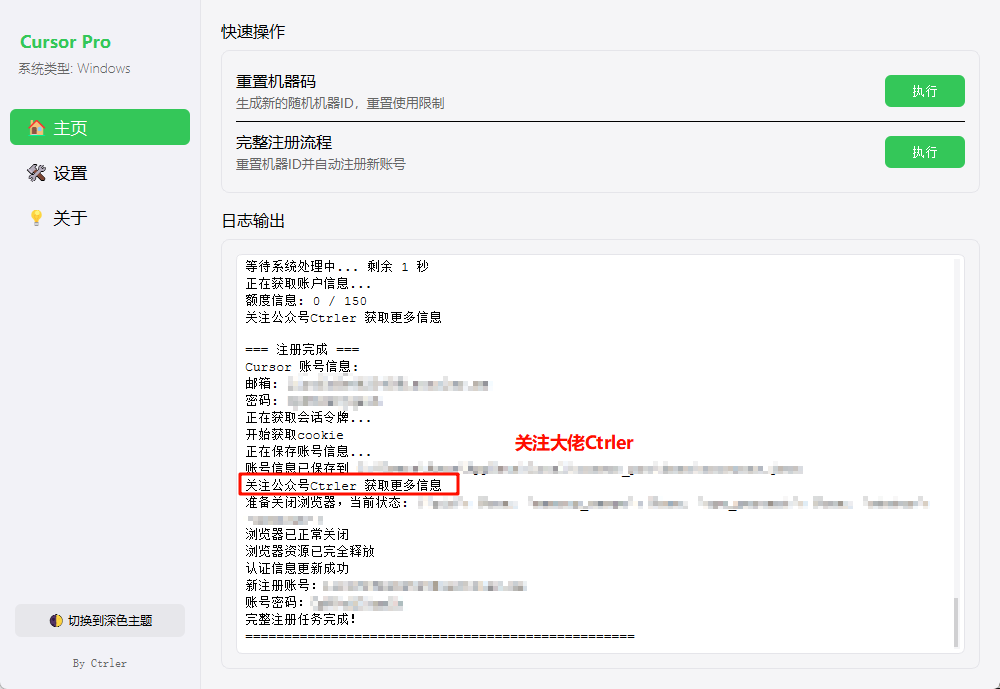 Cursor Pro
系统类型: Windows
主页
设置
关于
切换到深色主题
By Ctrler
快速操作
重置机器码
生成新的随机机器ID，重置使用限制
执行
完整注册流程
重置机器ID并自动注册新账号
执行
日志输出
等待系统处理中... 剩余 1 秒
正在获取账户信息...
额度信息: 0 / 150
关注公众号Ctrler 获取更多信息
=== 注册完成 ===
Cursor 账号信息:
邮箱:
密码:
正在获取会话令牌...
开始获取cookie
正在保存账号信息...
关注大佬Ctrler
账号信息已保存到
关注公众号Ctrler 获取更多信息
准备关闭浏览器，当前状态:
浏览器已正常关闭
浏览器资源已完全释放
认证信息更新成功
新注册账号:
账号密码:
完整注册任务完成!
==================================================